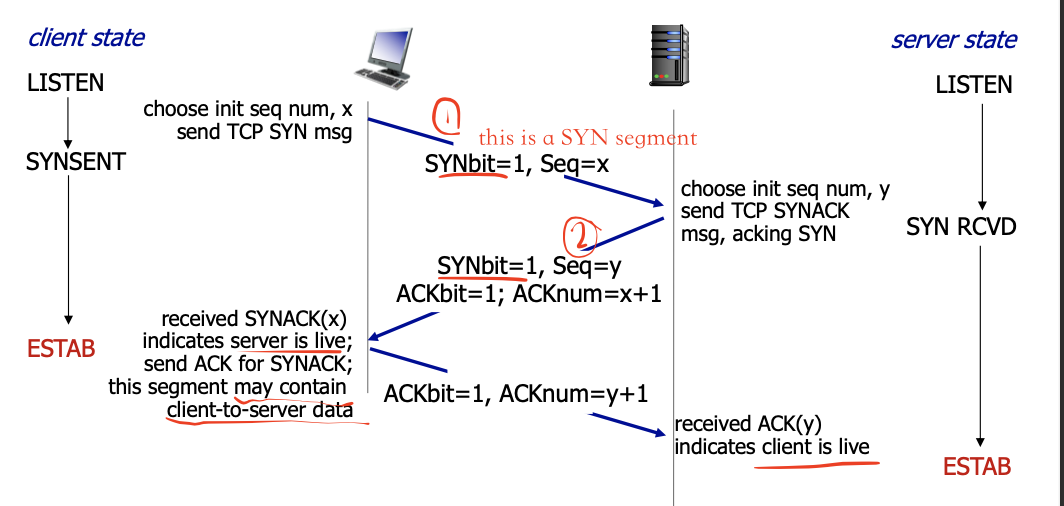 client state
server state
LISTEN
LISTEN
choose init seq num, x
send TCP SYN msg
1
this is a SYN segment
SYNSENT
SYNbit=1, Seq=x
choose init seq num, y
send TCP SYNACK
msg, acking SYN
SYN RCVD
2
SYNbit=1, Seq=y
ACKbit=1; ACKnum=x+1
received SYNACK(x)
indicates server is live;
send ACK for SYNACK;
this segment may contain
client-to-server data
ESTAB
ACKbit=1, ACKnum=y+1
received ACK(y)
indicates client is live
ESTAB